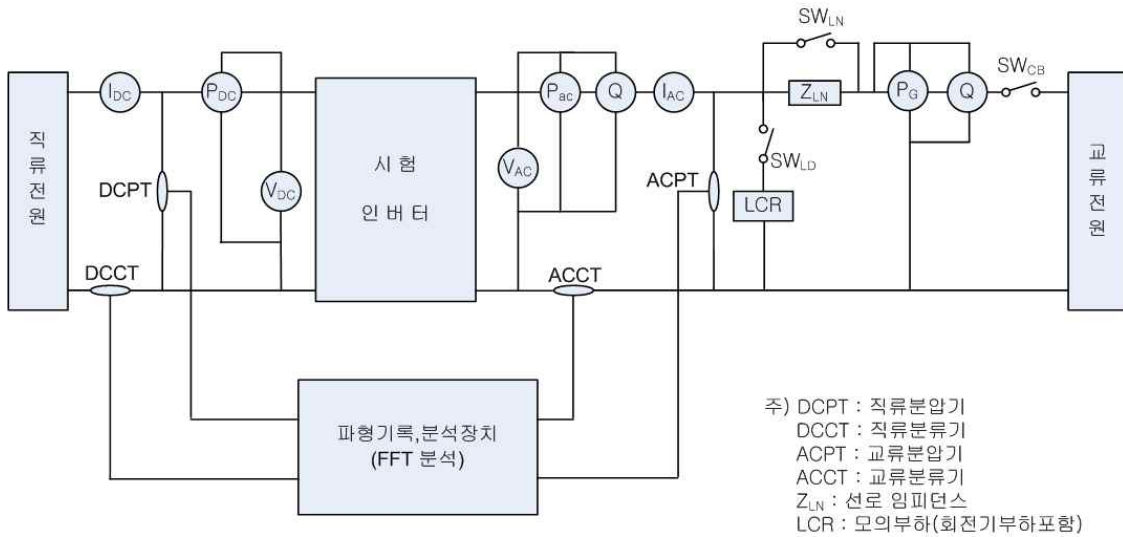 SW_LN
I_DC
P_DC
P_ac
Q
I_AC
Z_LN
P_G
Q
SW_CB
직류전원
DCPT
V_DC
시험
인버터
V_AC
ACPT
SW_LD
LCR
교류전원
DCCT
ACCT
파형기록,분석장치
(FFT 분석)
주) DCPT : 직류분압기
DCCT : 직류분류기
ACPT : 교류분압기
ACCT : 교류분류기
Z_LN : 선로 임피던스
LCR : 모의부하(회전기부하포함)